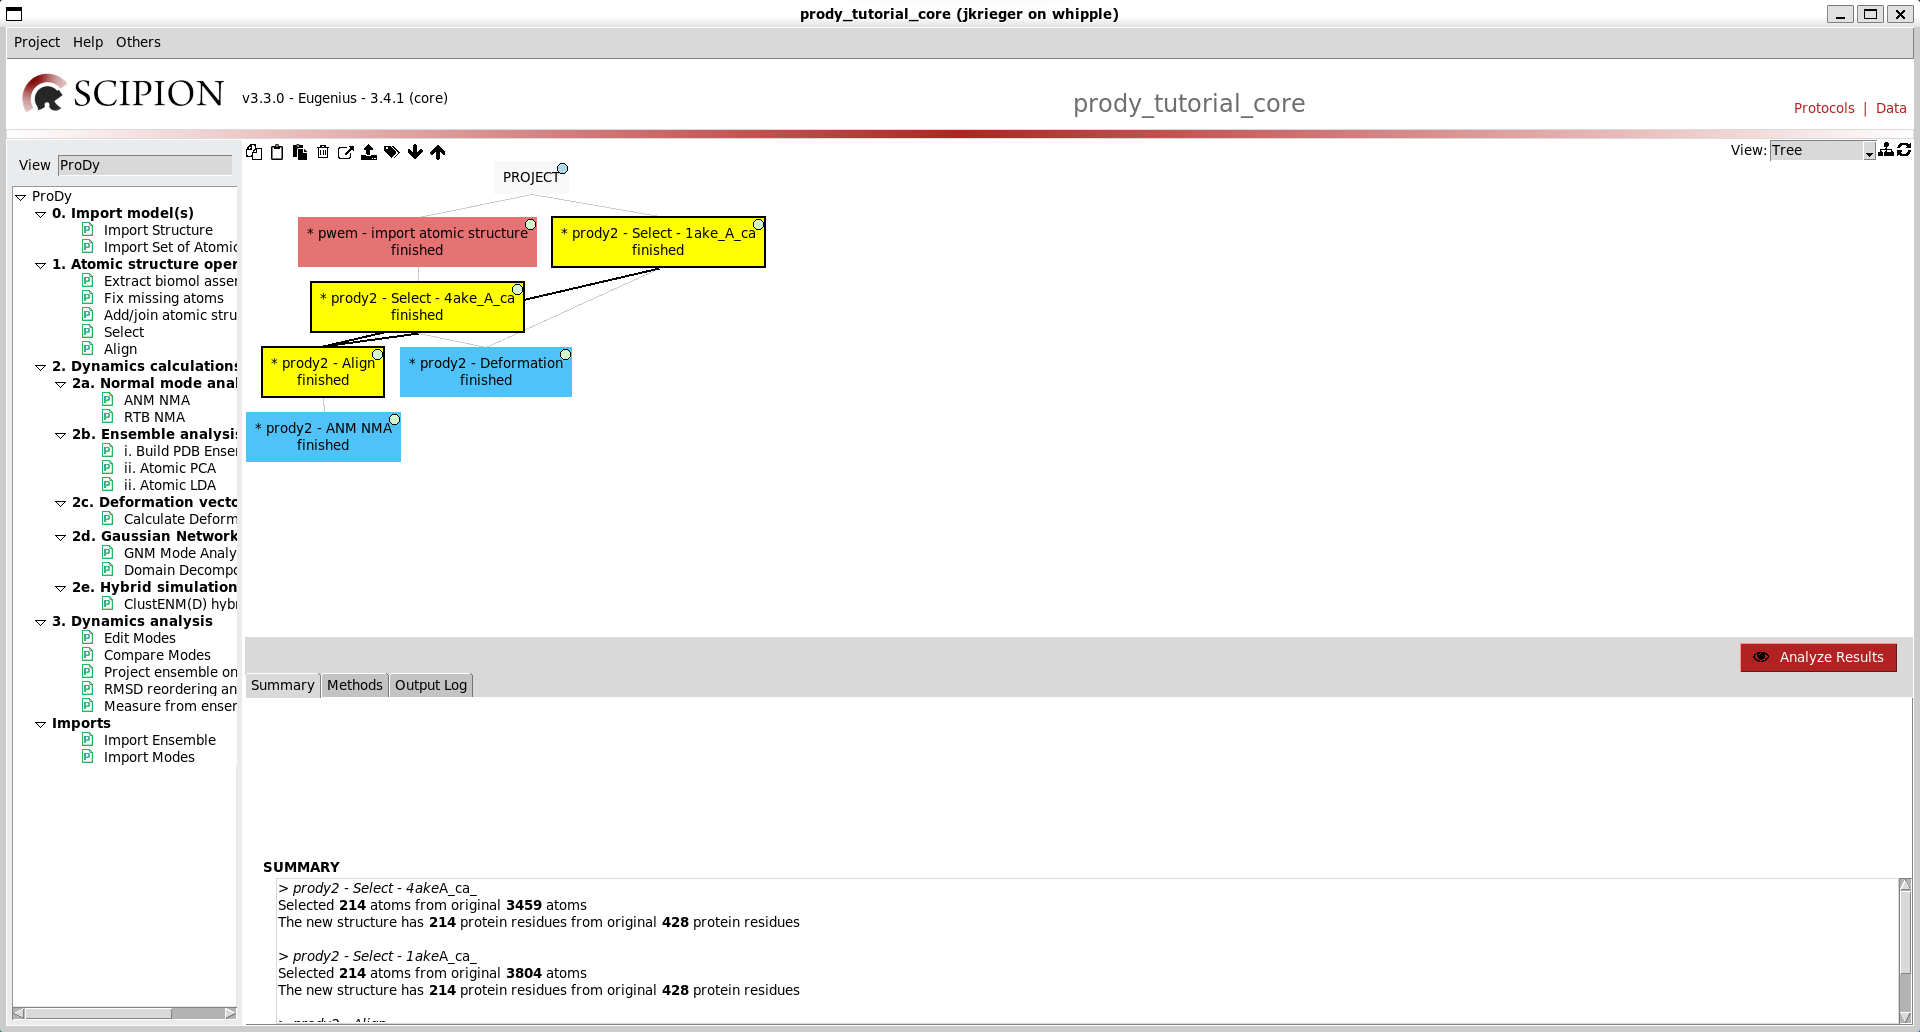 prody_tutorial_core (jkrieger on whipple)
Project Help Others
SCIPION v3.3.0 - Eugenius - 3.4.1 (core)
prody_tutorial_core
Protocols | Data
View ProDy
View: Tree
ProDy
0. Import model(s)
Import Structure
Import Set of Atomic
1. Atomic structure oper
Extract biomol asser
Fix missing atoms
Add/join atomic stru
Select
Align
2. Dynamics calculations
2a. Normal mode anal
ANM NMA
RTB NMA
2b. Ensemble analysis
i. Build PDB Enser
ii. Atomic PCA
ii. Atomic LDA
2c. Deformation vecto
Calculate Deform
2d. Gaussian Network
GNM Mode Analy
Domain Decompo
2e. Hybrid simulation
ClustENM(D) hybr
3. Dynamics analysis
Edit Modes
Compare Modes
Project ensemble on
RMSD reordering an
Measure from enser
Imports
Import Ensemble
Import Modes
PROJECT
* pwem - import atomic structure
finished
* prody2 - Select - 1ake_A_ca
finished
* prody2 - Select - 4ake_A_ca
finished
* prody2 - Align
finished
* prody2 - Deformation
finished
* prody2 - ANM NMA
finished
Analyze Results
Summary Methods Output Log
SUMMARY
> prody2 - Select - 4akeA_ca_
Selected 214 atoms from original 3459 atoms
The new structure has 214 protein residues from original 428 protein residues
> prody2 - Select - 1akeA_ca_
Selected 214 atoms from original 3804 atoms
The new structure has 214 protein residues from original 428 protein residues
> prody2 - Align